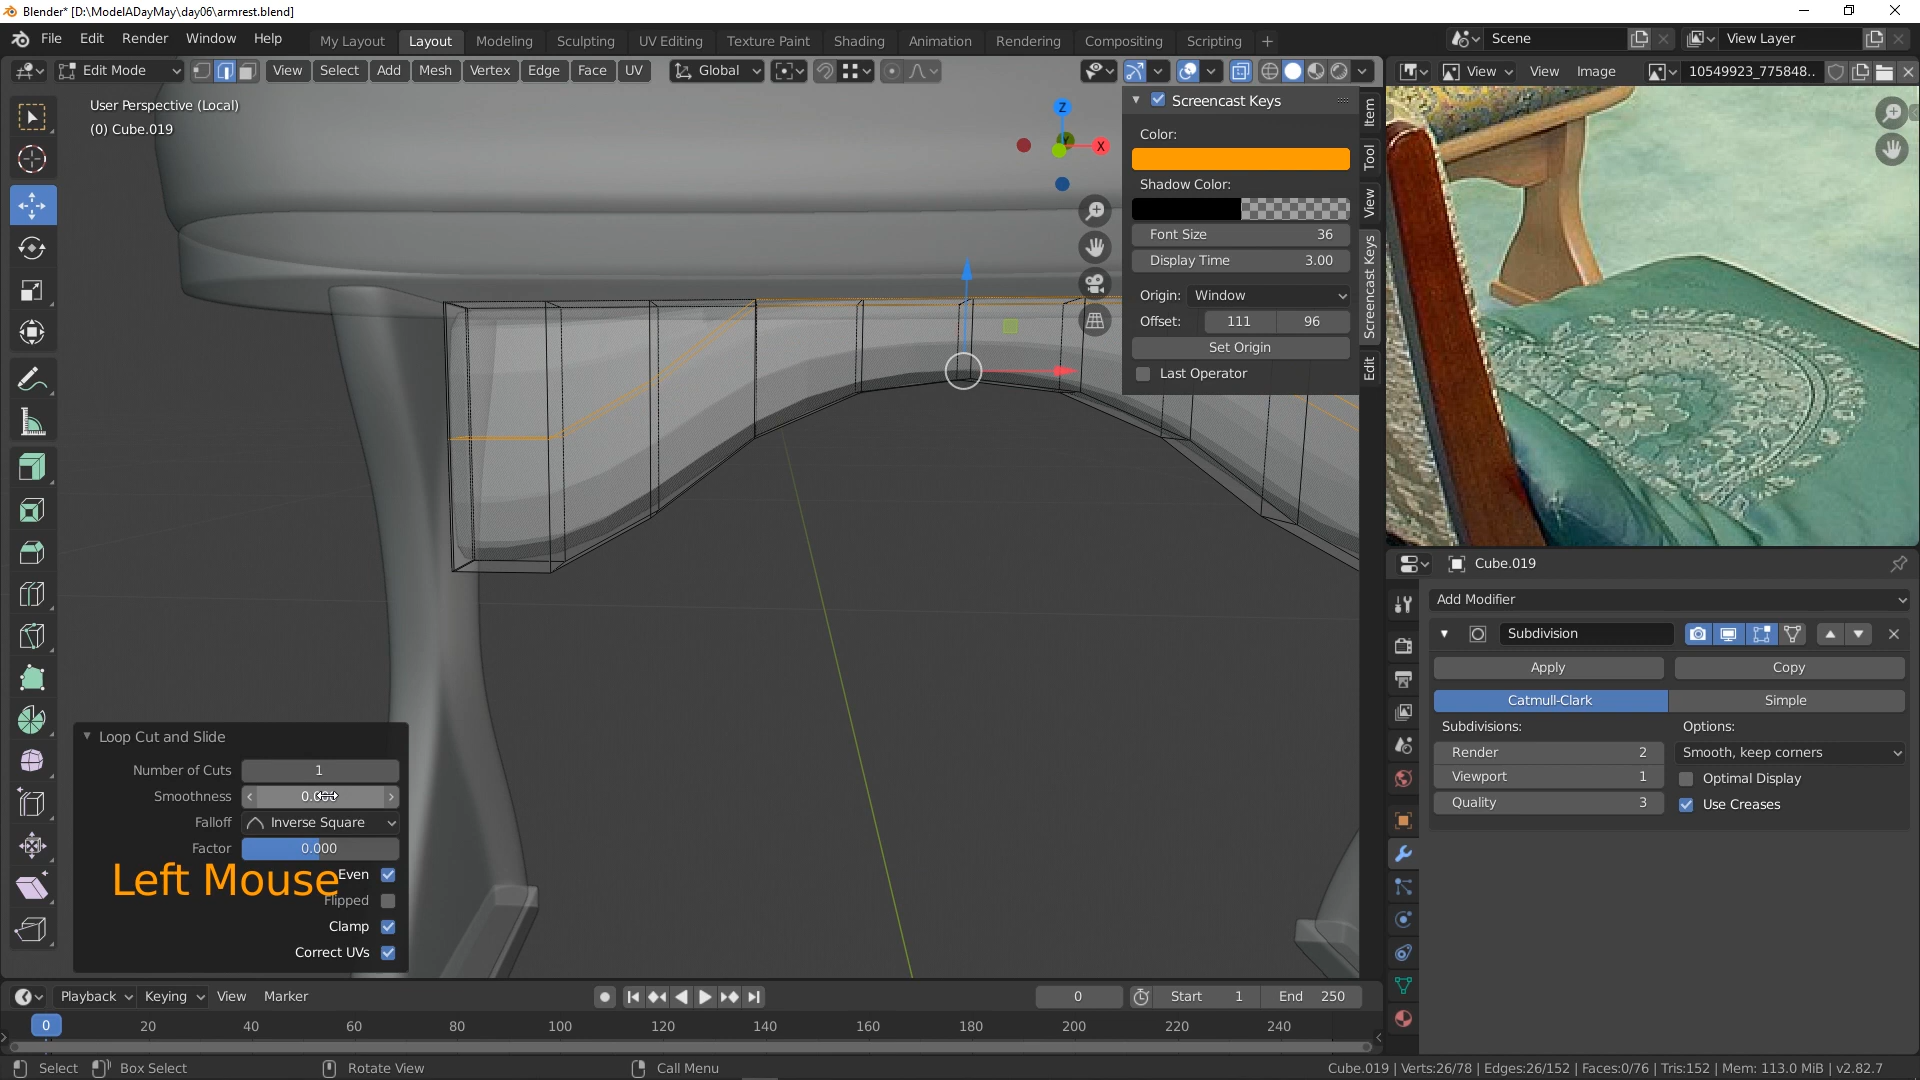 Blender* [D:\ModelADayMay\day06\armrest.blend]
File Edit Render Window Help My Layout Layout Modeling Sculpting UV Editing Texture Paint Shading Animation Rendering Compositing Scripting + Scene View Layer
Edit Mode View Select Add Mesh Vertex Edge Face UV Global View View Image 10549923_775848..
User Perspective (Local)
(0) Cube.019
Z
X
Screencast Keys
Color:
Shadow Color:
Font Size 36
Display Time 3.00
Origin: Window
Offset: 111 96
Set Origin
Last Operator
Item
Tool
View
Screencast Keys
Edit
Cube.019
Add Modifier
Subdivision
Apply Copy
Catmull-Clark Simple
Subdivisions: Options:
Render 2 Smooth, keep corners
Viewport 1 Optimal Display
Quality 3 Use Creases
Loop Cut and Slide
Number of Cuts 1
Smoothness
Falloff Inverse Square
Factor 0.000
Left Mouse
Even
Flipped
Clamp
Correct UVs
Playback Keying View Marker 0 Start 1 End 250
0 20 40 60 80 100 120 140 160 180 200 220 240
Select Box Select Rotate View Call Menu Cube.019 | Verts:26/78 | Edges:26/152 | Faces:0/76 | Tris:152 | Mem: 113.0 MiB | v2.82.7